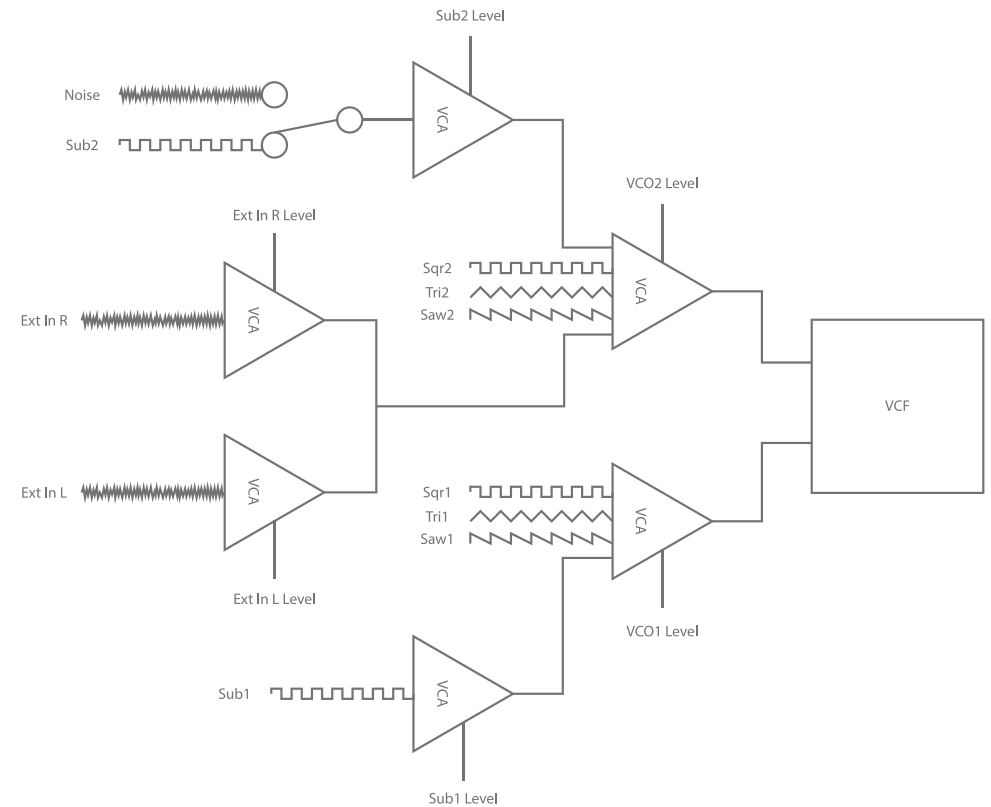 Sub2 Level
Noise
VCA
Sub2
VCO2 Level
Ext In R Level
Sqr2
VCA
Tri2
Saw2
Ext In R
VCA
VCF
Ext In L
VCA
Sqr1
Tri1
VCA
Saw1
Ext In L Level
VCO1 Level
Sub1
VCA
Sub1 Level